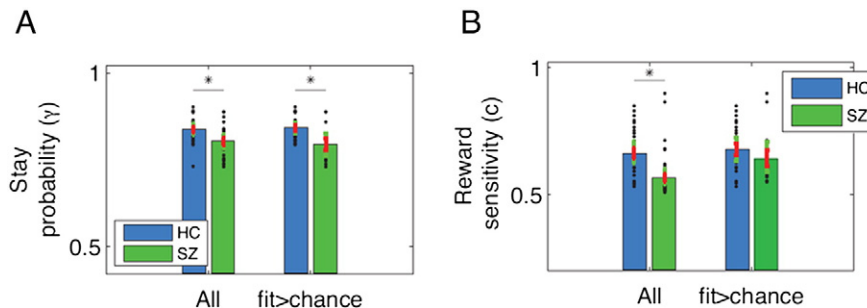 A
Stay
probability (γ)
1
0.5
*
*
HC
SZ
All fit>chance
B
Reward
sensitivity (c)
1
0.5
*
HC
SZ
All fit>chance